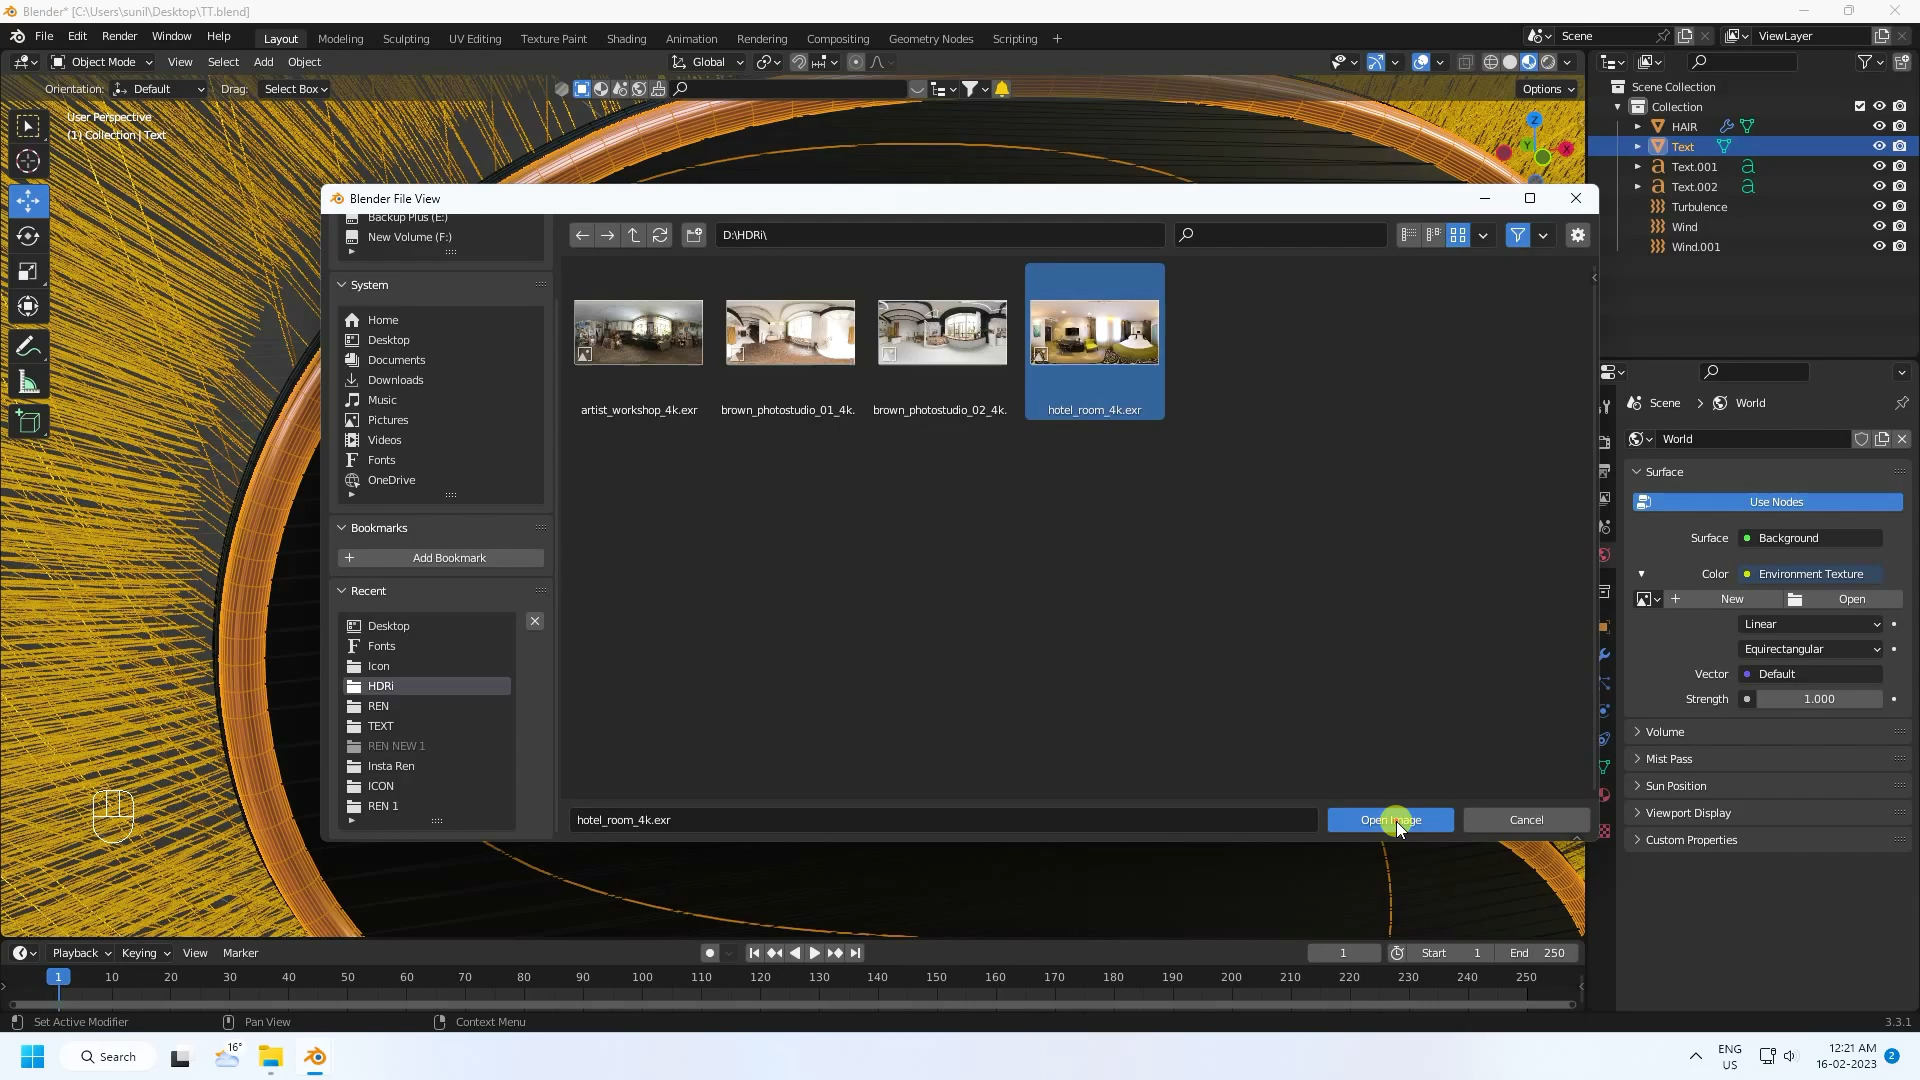 Blender* [C:\Users\sunil\Desktop\TT.blend]
File Edit Render Window Help
Layout Modeling Sculpting UV Editing Texture Paint Shading Animation Rendering Compositing Geometry Nodes Scripting +
Scene
ViewLayer
Object Mode View Select Add Object
Global
Orientation: Default Drag: Select Box
Options
User Perspective
(1) Collection | Text
Z
Y
X
Scene Collection
Collection
HAIR
Text
Text.001
Text.002
Turbulence
Wind
Wind.001
Blender File View
Backup Plus (E:)
New Volume (F:)
System
Home
Desktop
Documents
Downloads
Music
Pictures
Videos
Fonts
OneDrive
Bookmarks
Add Bookmark
Recent
Desktop
Fonts
Icon
HDRi
REN
TEXT
REN NEW 1
Insta Ren
ICON
REN 1
D:\HDRi\
artist_workshop_4k.exr
brown_photostudio_01_4k.
brown_photostudio_02_4k.
hotel_room_4k.exr
hotel_room_4k.exr
Open Image
Cancel
Scene > World
World
Surface
Use Nodes
Surface Background
Color Environment Texture
New Open
Linear
Equirectangular
Vector Default
Strength 1.000
Volume
Mist Pass
Sun Position
Viewport Display
Custom Properties
Playback Keying View Marker
1 Start 1 End 250
1 10 20 30 40 50 60 70 80 90 100 110 120 130 140 150 160 170 180 190 200 210 220 230 240 250
Set Active Modifier Pan View Context Menu
3.3.1
Search
16°
ENG
US
12:21 AM
16-02-2023
2